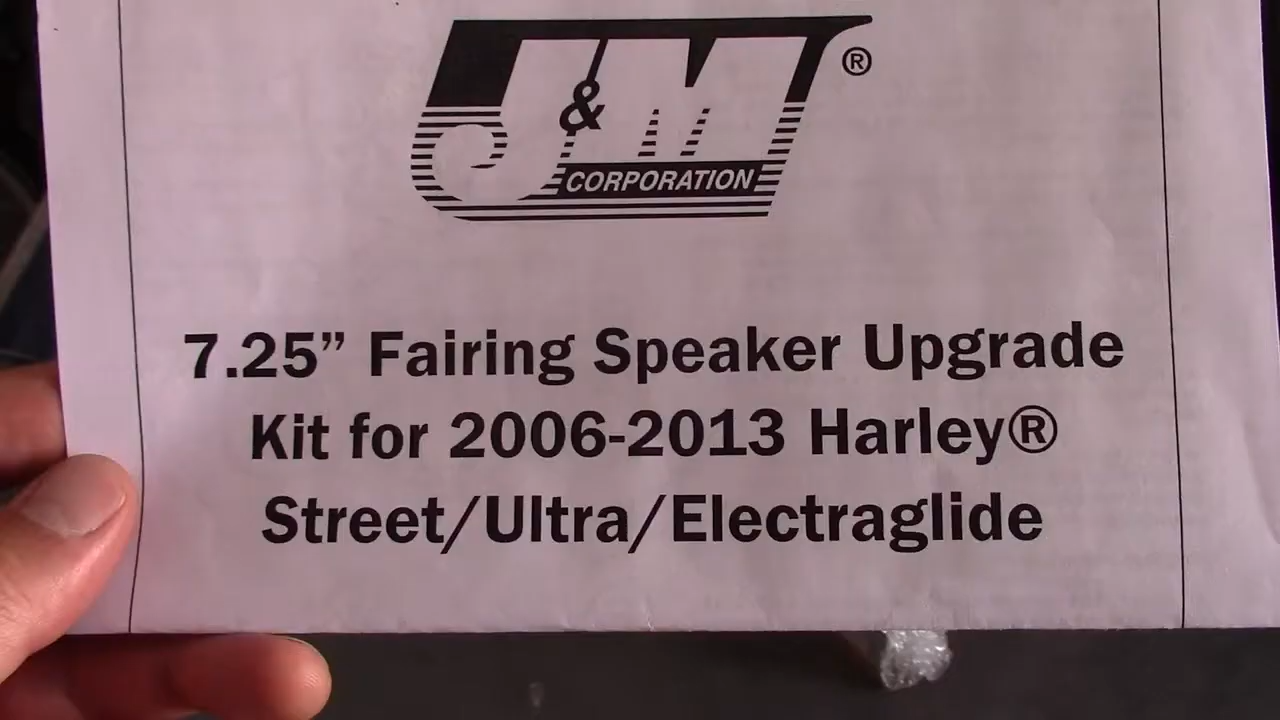 J&M®
CORPORATION
7.25” Fairing Speaker Upgrade
Kit for 2006-2013 Harley®
Street/Ultra/Electraglide